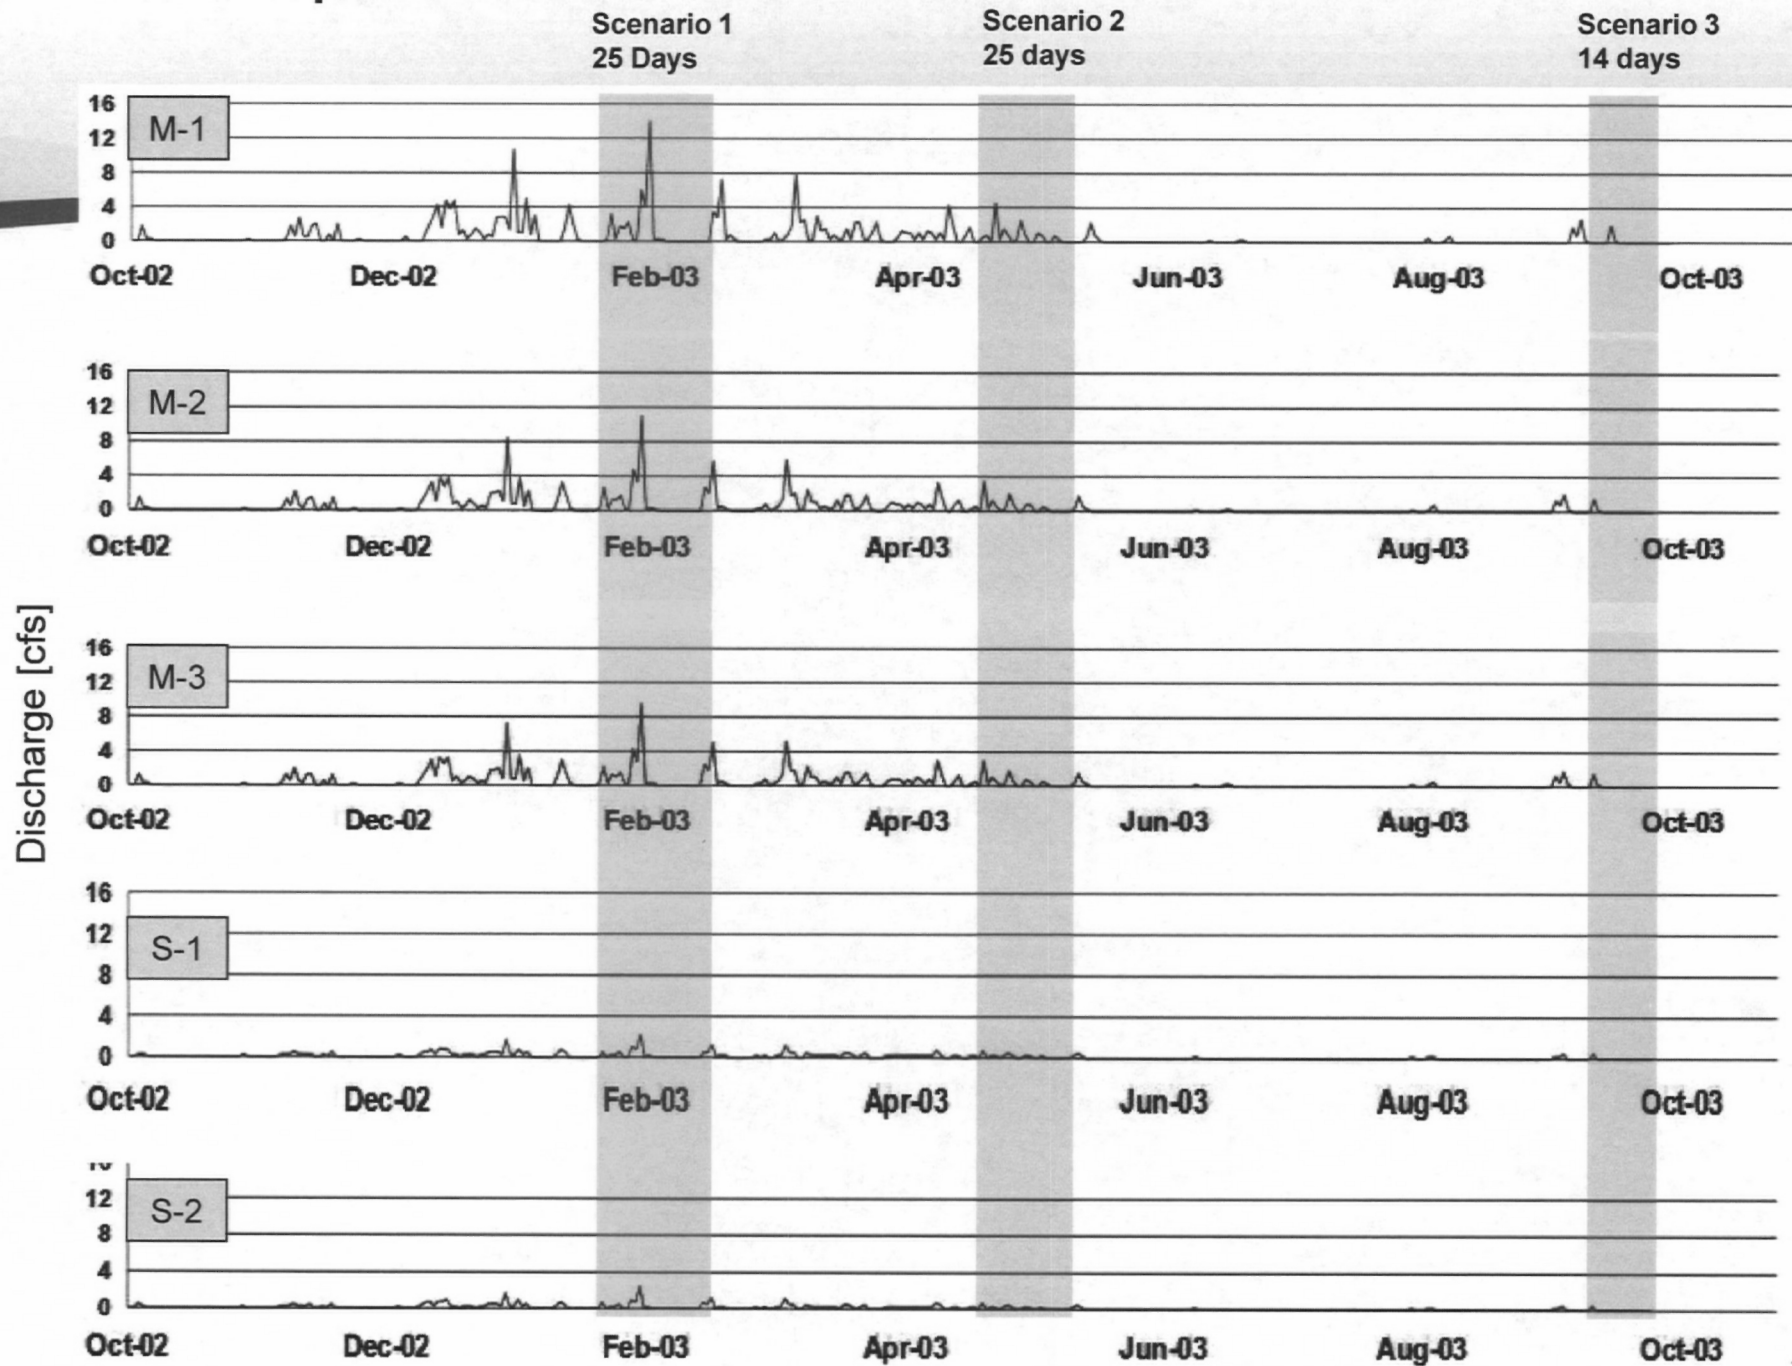 Scenario 1
25 Days
Scenario 2
25 days
Scenario 3
14 days
M-1
16
12
8
4
0
Oct-02 Dec-02 Feb-03 Apr-03 Jun-03 Aug-03 Oct-03
M-2
16
12
8
4
0
Oct-02 Dec-02 Feb-03 Apr-03 Jun-03 Aug-03 Oct-03
Discharge [cfs]
M-3
16
12
8
4
0
Oct-02 Dec-02 Feb-03 Apr-03 Jun-03 Aug-03 Oct-03
S-1
16
12
8
4
0
Oct-02 Dec-02 Feb-03 Apr-03 Jun-03 Aug-03 Oct-03
S-2
12
8
4
0
Oct-02 Dec-02 Feb-03 Apr-03 Jun-03 Aug-03 Oct-03